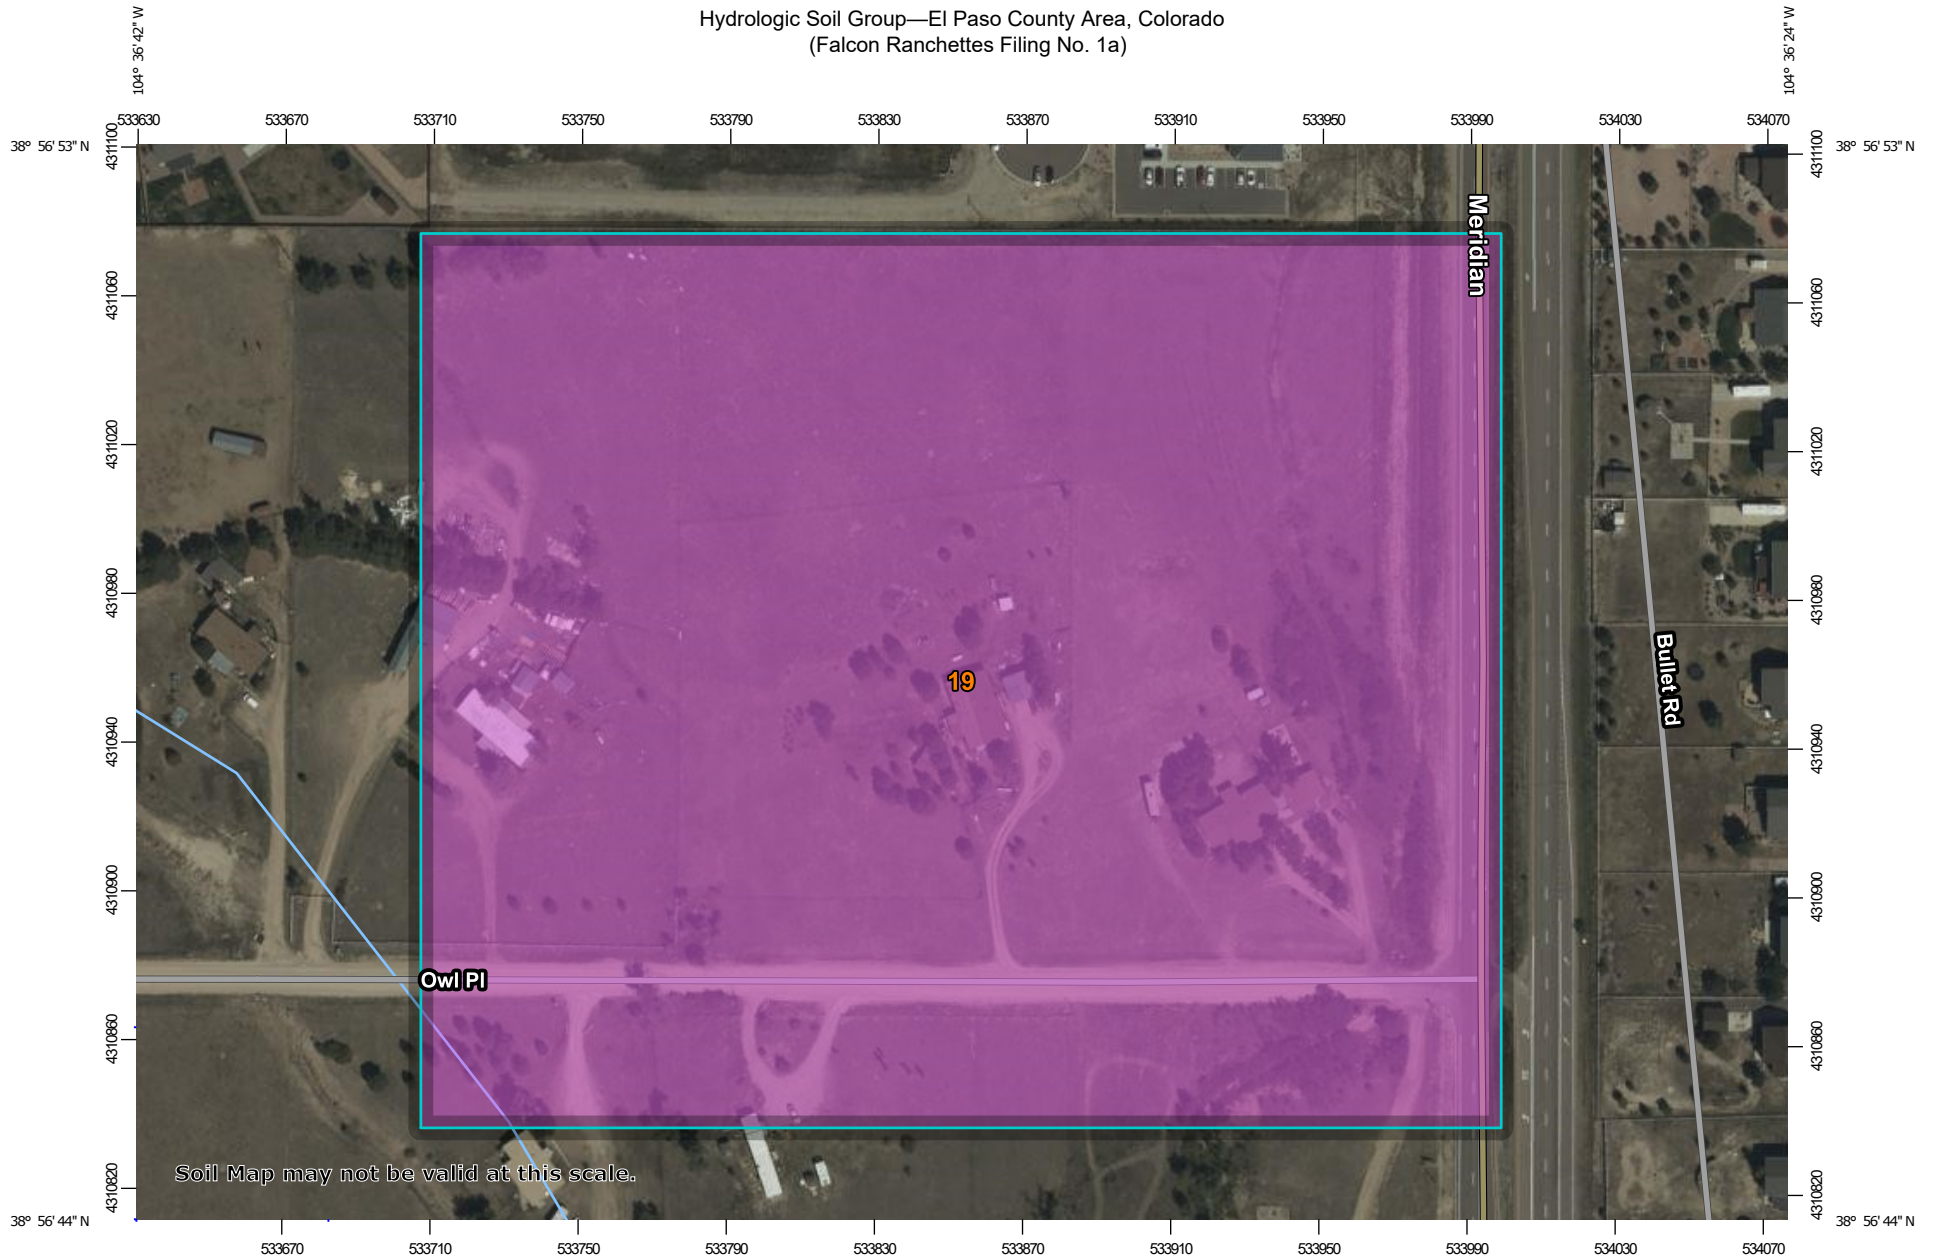 Hydrologic Soil Group—El Paso County Area, Colorado
(Falcon Ranchettes Filing No. 1a)
104° 36' 42" W
104° 36' 24" W
533630 533670 533710 533750 533790 533830 533870 533910 533950 533990 534030 534070
38° 56' 53" N
38° 56' 53" N
4311100
4311100
Meridian
4311060
4311060
4311020
4311020
4310980
4310980
Bullet Rd
19
4310940
4310940
4310900
4310900
Owl Pl
4310860
4310860
Soil Map may not be valid at this scale.
4310820
4310820
38° 56' 44" N
38° 56' 44" N
533670 533710 533750 533790 533830 533870 533910 533950 533990 534030 534070